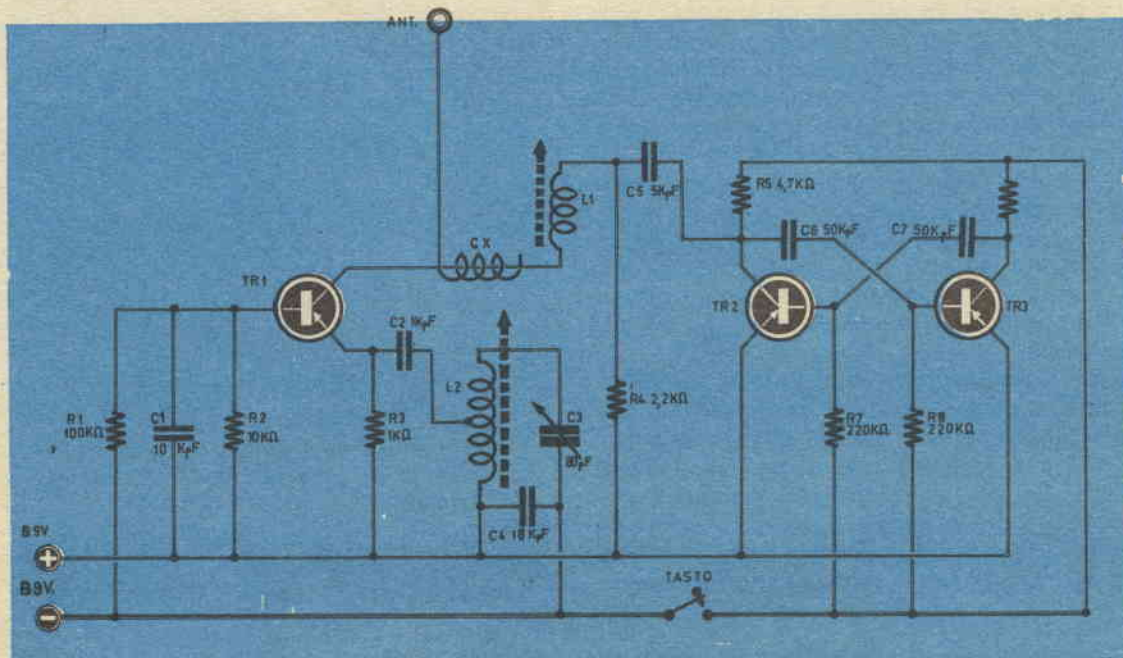 ANT.
L1
C5 5KpF
R5 4,7KΩ
CX
C6 50KpF
C7 50KpF
TR1
TR2
TR3
C2 1KpF
L2
R1
100KΩ
C1
10 KpF
R2
10KΩ
R3
1KΩ
C3
80pF
R4 2,2KΩ
R7
220KΩ
R8
220KΩ
C4 10KpF
B9V
+
B9V.
−
TASTO